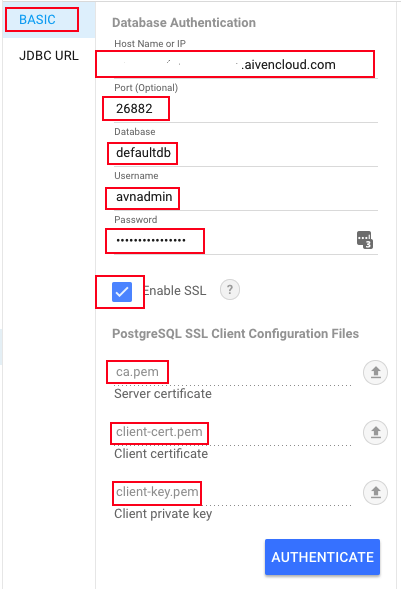 BASIC
JDBC URL
Database Authentication
Host Name or IP
.aivencloud.com
Port (Optional)
26882
Database
defaultdb
Username
avnadmin
Password
••••••••••••••••
3
Enable SSL
?
PostgreSQL SSL Client Configuration Files
ca.pem
Server certificate
client-cert.pem
Client certificate
client-key.pem
Client private key
AUTHENTICATE